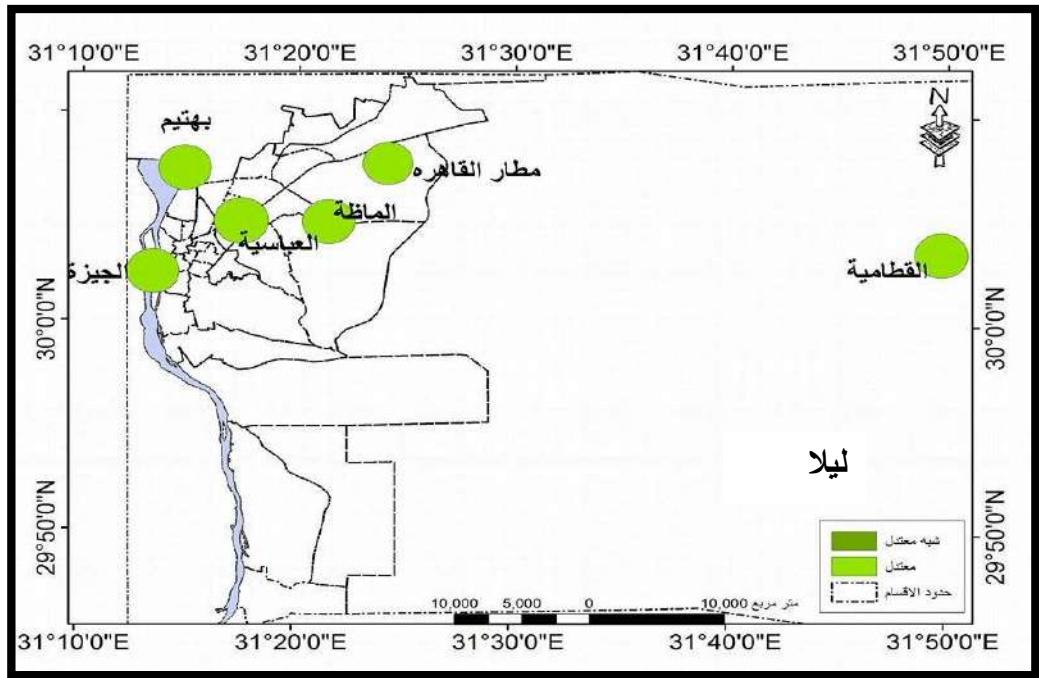 31°10'0"E 31°20'0"E 31°30'0"E 31°40'0"E 31°50'0"E
N
بهتيم
مطار القاهره
الماظة
العباسية
الجيزة
القطامية
30°0'0"N
30°0'0"N
ليلا
29°50'0"N
29°50'0"N
شبه معتدل
معتدل
حدود الاقسام
10,000 5,000 0 10,000 متر مربع
31°10'0"E 31°20'0"E 31°30'0"E 31°40'0"E 31°50'0"E